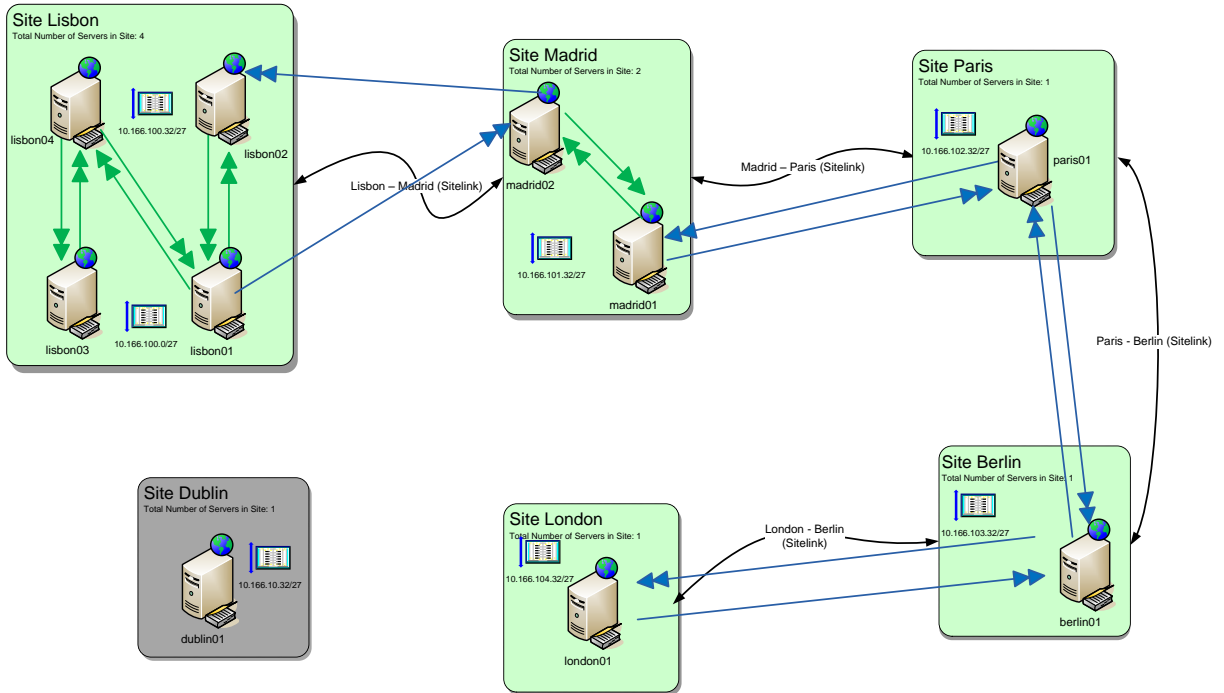 Site Lisbon
Total Number of Servers in Site: 4
10.166.100.32/27
lisbon04
lisbon02
10.166.100.0/27
lisbon03
lisbon01
Lisbon – Madrid (Sitelink)
Site Madrid
Total Number of Servers in Site: 2
madrid02
10.166.101.32/27
madrid01
Madrid – Paris (Sitelink)
Site Paris
Total Number of Servers in Site: 1
10.166.102.32/27
paris01
Paris - Berlin (Sitelink)
Site Dublin
Total Number of Servers in Site: 1
10.166.10.32/27
dublin01
Site London
Total Number of Servers in Site: 1
10.166.104.32/27
london01
London - Berlin
(Sitelink)
Site Berlin
Total Number of Servers in Site: 1
10.166.103.32/27
berlin01